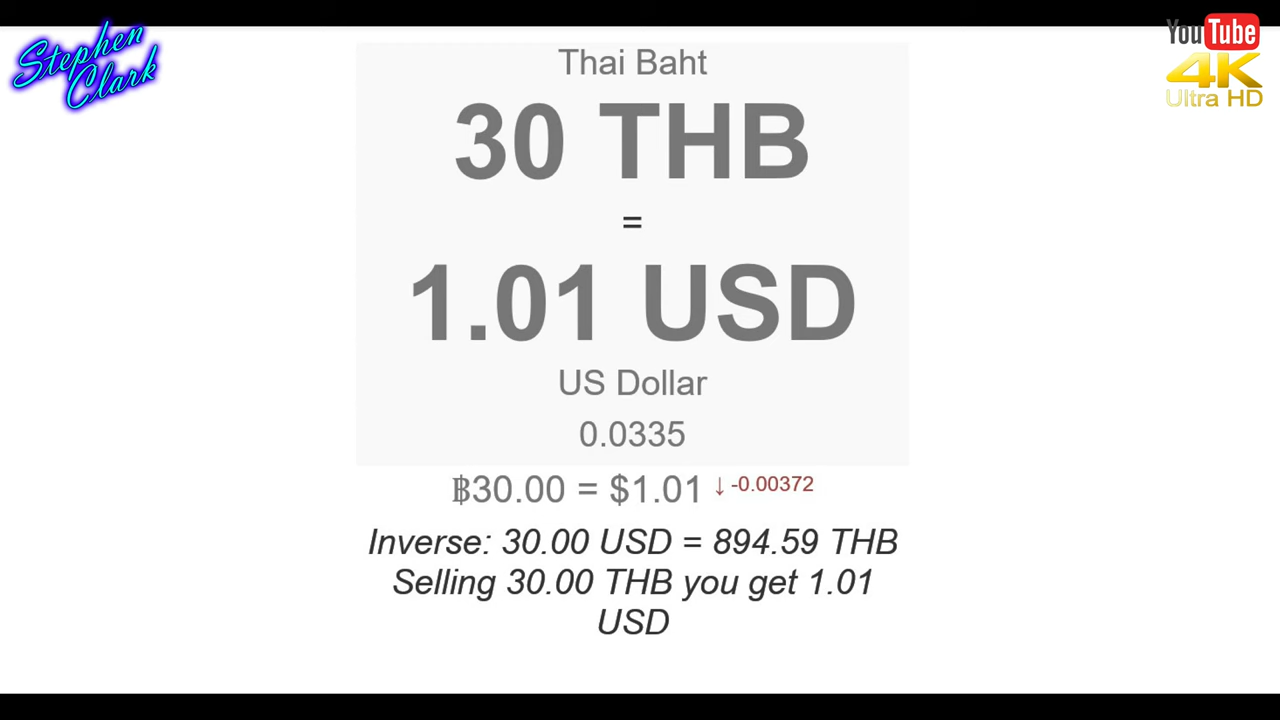 Stephen
Clark
YouTube
4K
Ultra HD
Thai Baht
30 THB
=
1.01 USD
US Dollar
0.0335
฿30.00 = $1.01 ↓ -0.00372
Inverse: 30.00 USD = 894.59 THB
Selling 30.00 THB you get 1.01
USD